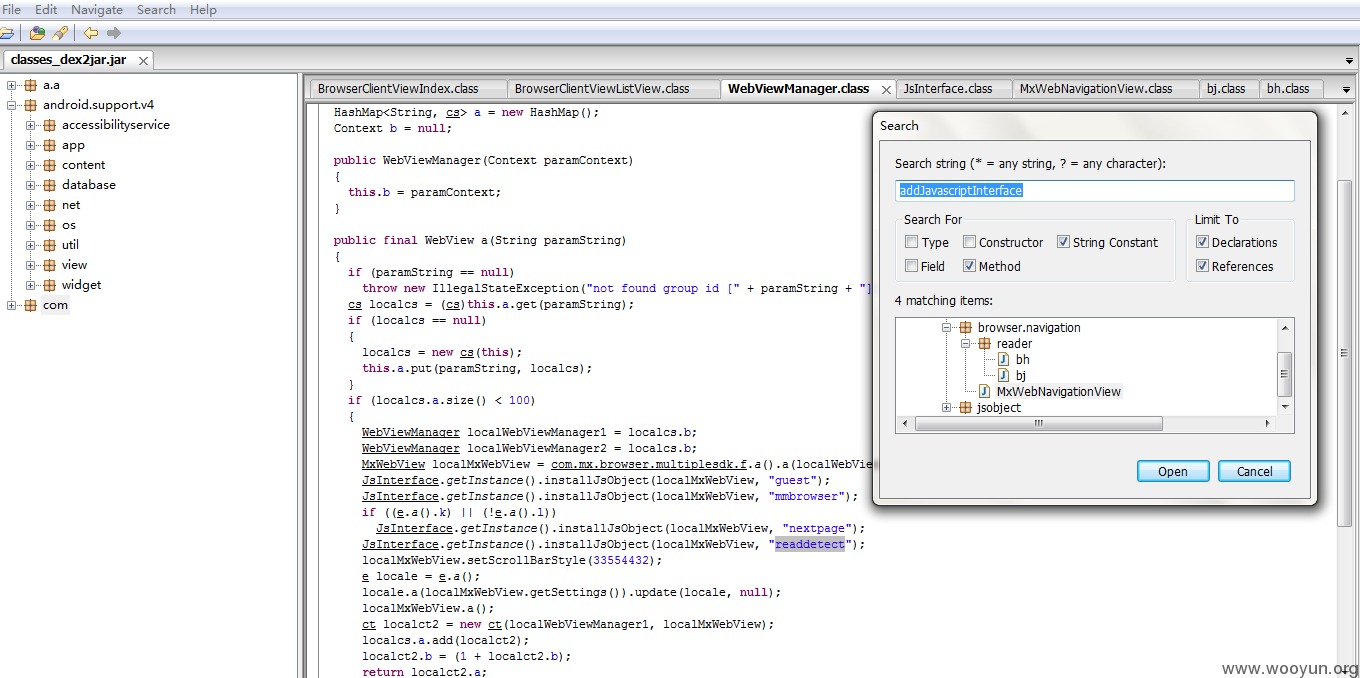 File Edit Navigate Search Help
classes_dex2jar.jar
a.a
android.support.v4
accessibilityservice
app
content
database
net
os
util
view
widget
com
BrowserClientViewIndex.class BrowserClientViewListView.class WebViewManager.class JsInterface.class MxWebNavigationView.class bj.class bh.class
HashMap<String, cs> a = new HashMap();
Context b = null;
public WebViewManager(Context paramContext)
{
this.b = paramContext;
}
public final WebView a(String paramString)
{
if (paramString == null)
throw new IllegalStateException("not found group id [" + paramString + "]
cs localcs = (cs)this.a.get(paramString);
if (localcs == null)
{
localcs = new cs(this);
this.a.put(paramString, localcs);
}
if (localcs.a.size() < 100)
{
WebViewManager localWebViewManager1 = localcs.b;
WebViewManager localWebViewManager2 = localcs.b;
MxWebView localMxWebView = com.mx.browser.multiplesdk.f.a().a(localWebVie
JsInterface.getInstance().installJsObject(localMxWebView, "guest");
JsInterface.getInstance().installJsObject(localMxWebView, "mmbrowser");
if ((e.a().k) || (!e.a().l))
JsInterface.getInstance().installJsObject(localMxWebView, "nextpage");
JsInterface.getInstance().installJsObject(localMxWebView, "readdetect");
localMxWebView.setScrollBarStyle(33554432);
e locale = e.a();
locale.a(localMxWebView.getSettings()).update(locale, null);
localMxWebView.a();
ct localct2 = new ct(localWebViewManager1, localMxWebView);
localcs.a.add(localct2);
localct2.b = (1 + localct2.b);
return localct2.a;
Search
Search string (* = any string, ? = any character):
addJavascriptInterface
Search For
Type Constructor String Constant
Field Method
Limit To
Declarations
References
4 matching items:
browser.navigation
reader
bh
bj
MxWebNavigationView
jsobject
Open Cancel
www.wooyun.org